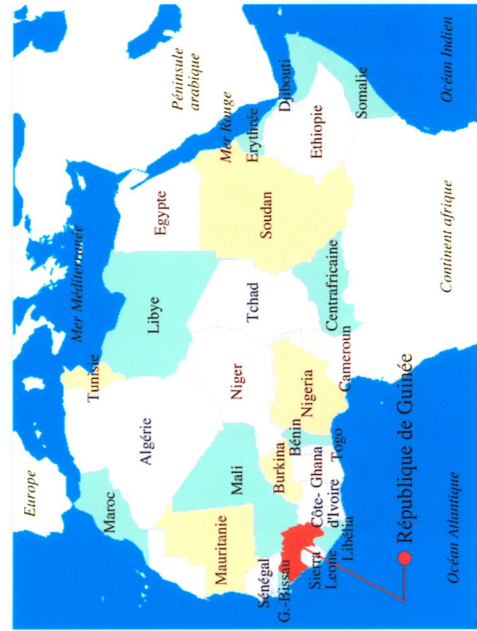 Europe
Péninsule
arabique
Mer Méditerranée
Mer Rouge
Tunisie
Maroc
Algérie
Libye
Egypte
Mauritanie
Mali
Niger
Tchad
Soudan
Erythrée
Djibouti
Ethiopie
Somalie
Sénégal
G.-Bissau
Sierra
Leone
Libélia
Côte-
d'Ivoire
Burkina
Ghana
Bénin
Togo
Nigeria
Cameroun
Centrafricaine
République de Guinée
Océan Atlantique
Continent afrique
Océan Indien